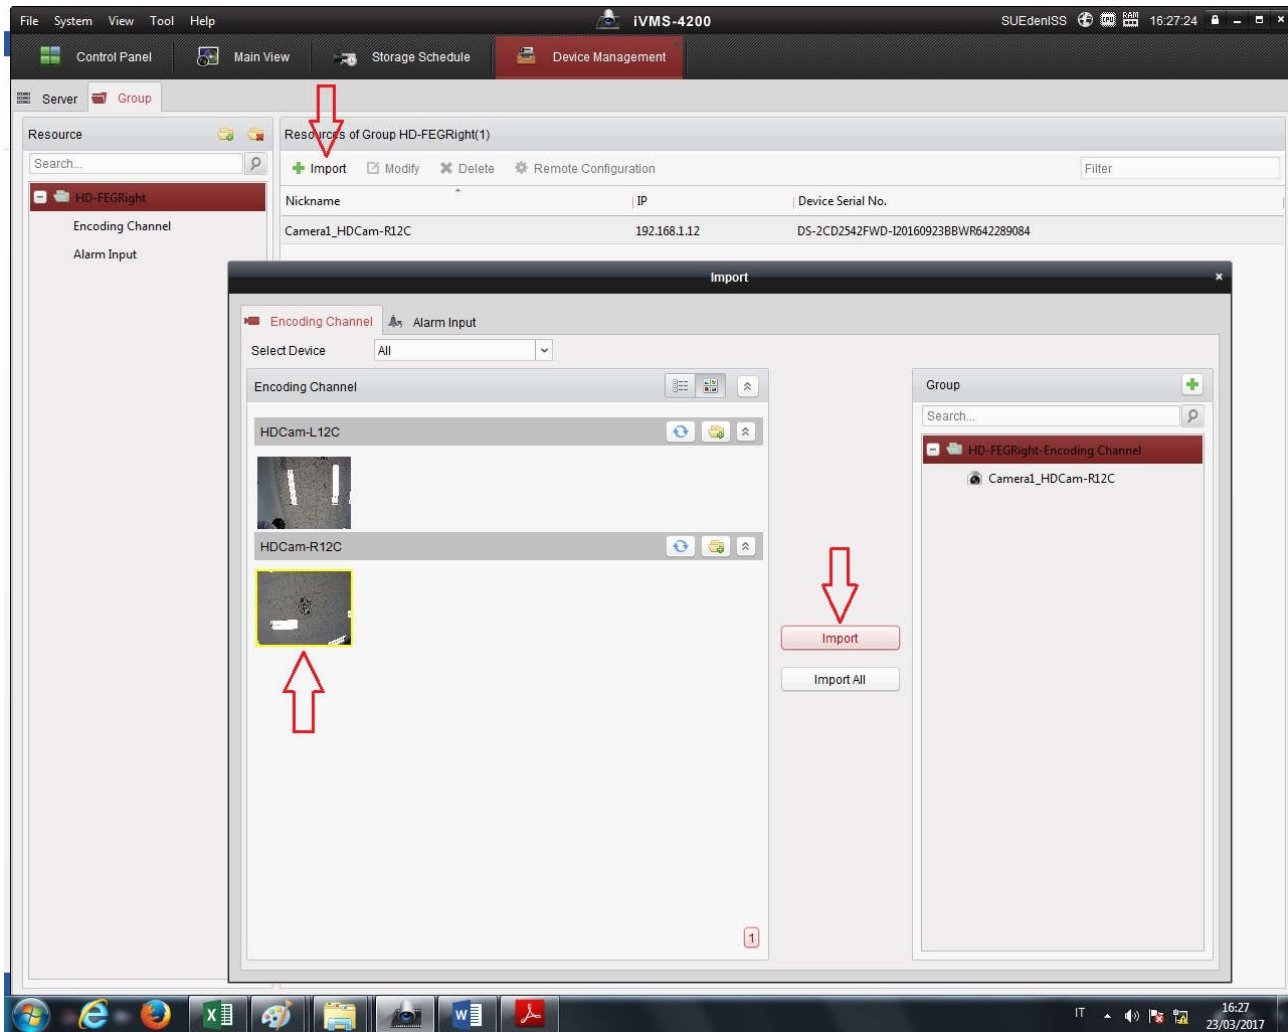 File System View Tool Help iVMS-4200 SUEdenISS CPU RAM 16:27:24
Control Panel Main View Storage Schedule Device Management
Server Group
Resource
Search...
HD-FEGRight
Encoding Channel
Alarm Input
Resources of Group HD-FEGRight(1)
Import Modify Delete Remote Configuration Filter
Nickname IP Device Serial No.
Camera1_HDCam-R12C 192.168.1.12 DS-2CD2542FWD-I20160923BBWR642289084
Import
Encoding Channel Alarm Input
Select Device All
Encoding Channel
HDCam-L12C
HDCam-R12C
1
Import
Import All
Group
Search...
HD-FEGRight-Encoding Channel
Camera1_HDCam-R12C
IT 16:27
23/03/2017